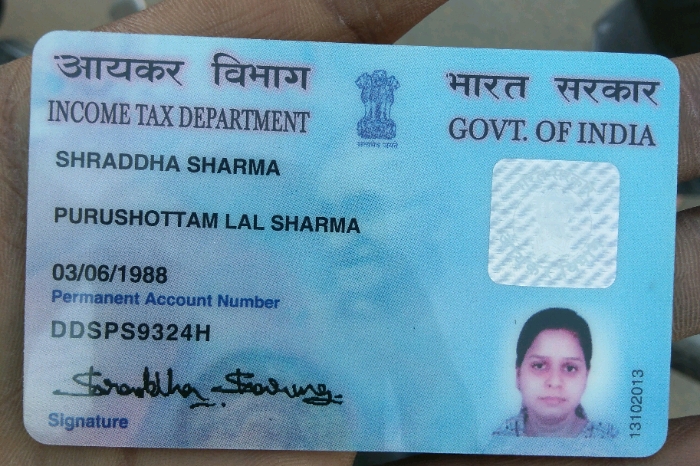 आयकर विभाग
INCOME TAX DEPARTMENT
भारत सरकार
GOVT. OF INDIA
सत्यमेव जयते
SHRADDHA SHARMA
PURUSHOTTAM LAL SHARMA
03/06/1988
Permanent Account Number
DDSPS9324H
Shraddha Sharma
Signature
13102013